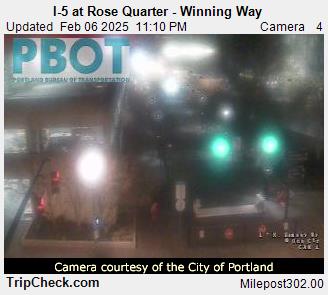 I-5 at Rose Quarter - Winning Way
Updated Feb 06 2025 11:10 PM Camera 4
PBOT
PORTLAND BUREAU OF TRANSPORTATION
Camera courtesy of the City of Portland
TripCheck.com Milepost302.00